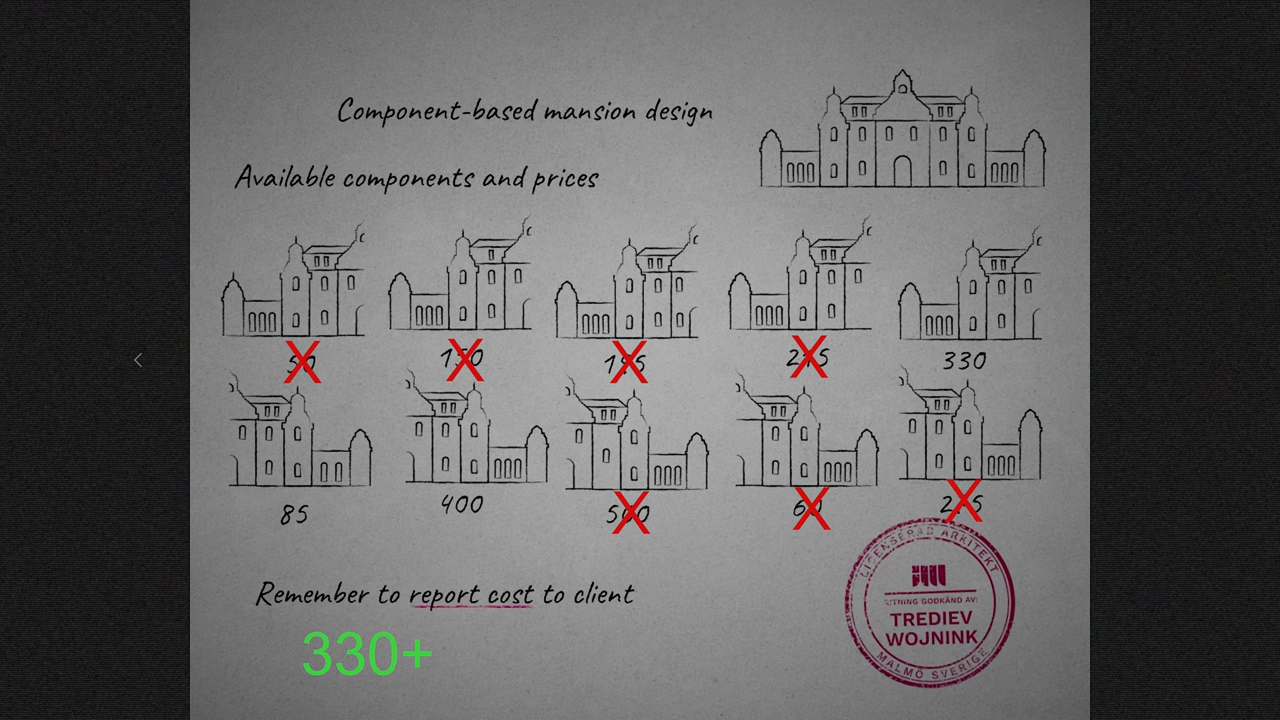 Component-based mansion design
Available components and prices
330
85
400
Remember to report cost to client
330+
LICENSERAD ARKITEKT
RITNING GODKÄND AV:
TREDIEV
WOJNINK
MALMÖ SVERIGE